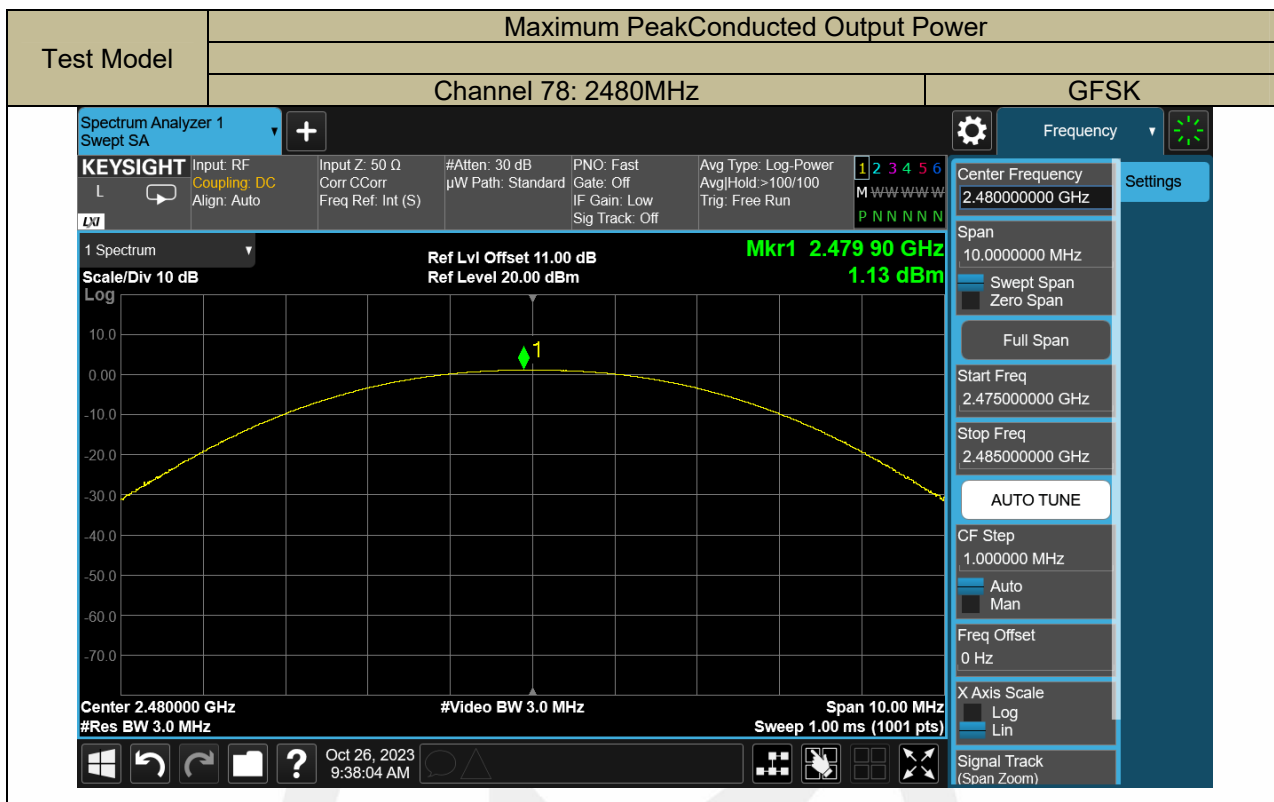 Test Model
Maximum PeakConducted Output Power
Channel 78: 2480MHz
GFSK
Spectrum Analyzer 1
Swept SA
Frequency
KEYSIGHT
L
LXI
Input: RF
Coupling: DC
Align: Auto
Input Z: 50 Ω
Corr CCorr
Freq Ref: Int (S)
#Atten: 30 dB
µW Path: Standard
PNO: Fast
Gate: Off
IF Gain: Low
Sig Track: Off
Avg Type: Log-Power
Avg|Hold:>100/100
Trig: Free Run
1 2 3 4 5 6
M W W W W W
P N N N N N
1 Spectrum
Scale/Div 10 dB
Log
Ref Lvl Offset 11.00 dB
Ref Level 20.00 dBm
Mkr1 2.479 90 GHz
1.13 dBm
1
10.0
0.00
-10.0
-20.0
-30.0
-40.0
-50.0
-60.0
-70.0
Center 2.480000 GHz
#Res BW 3.0 MHz
#Video BW 3.0 MHz
Span 10.00 MHz
Sweep 1.00 ms (1001 pts)
Oct 26, 2023
9:38:04 AM
?
Center Frequency
2.480000000 GHz
Settings
Span
10.0000000 MHz
Swept Span
Zero Span
Full Span
Start Freq
2.475000000 GHz
Stop Freq
2.485000000 GHz
AUTO TUNE
CF Step
1.000000 MHz
Auto
Man
Freq Offset
0 Hz
X Axis Scale
Log
Lin
Signal Track
(Span Zoom)